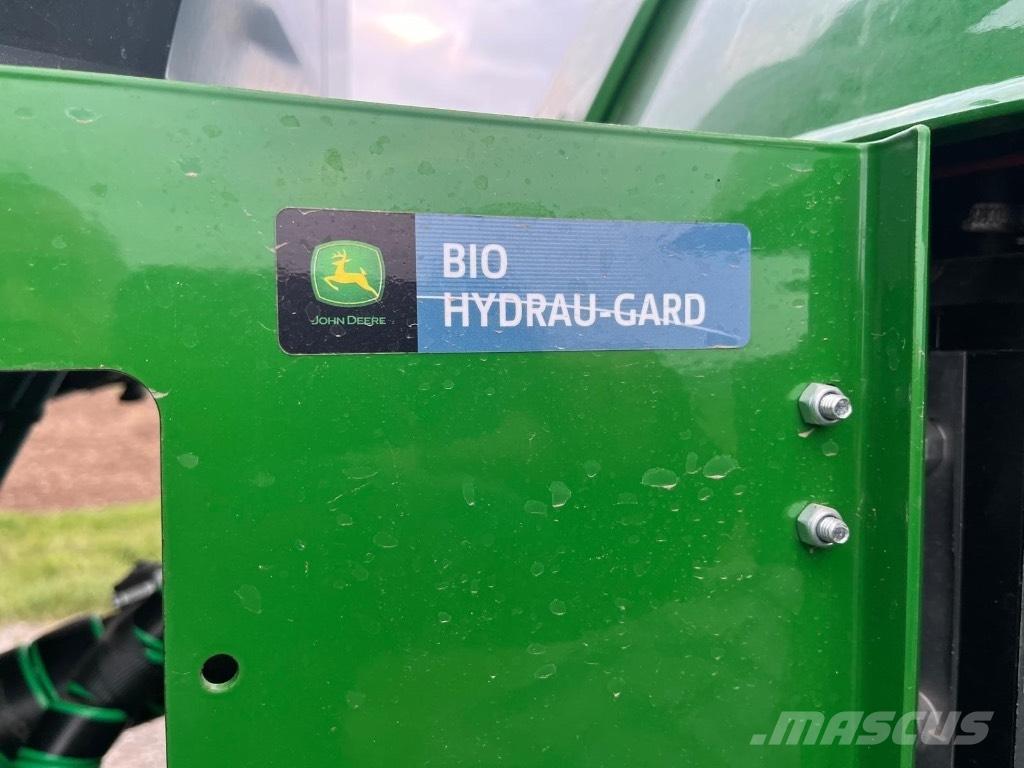 BIO
HYDRAU-GARD
JOHN DEERE
MASCUS